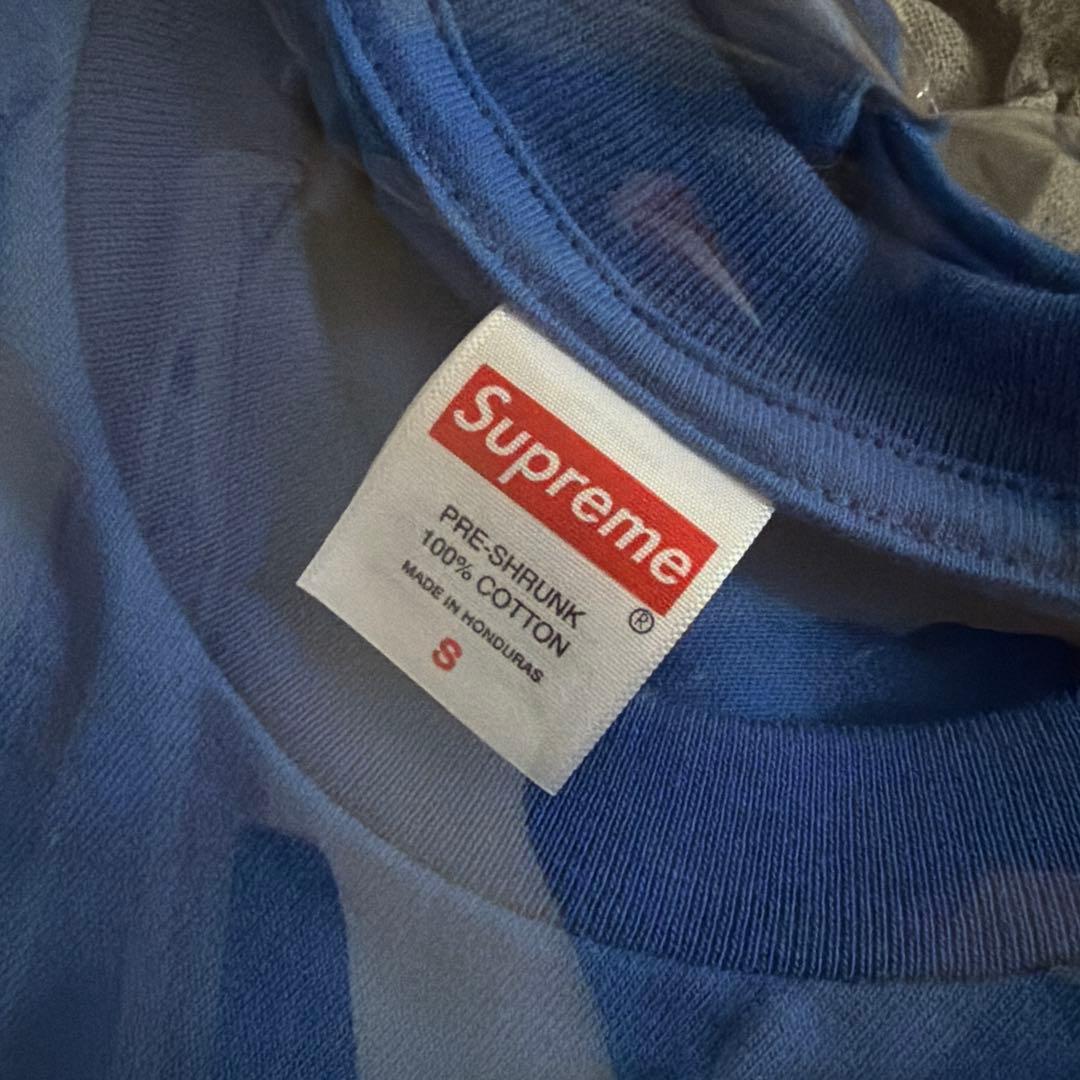 Supreme
®
PRE-SHRUNK
100% COTTON
MADE IN HONDURAS
S